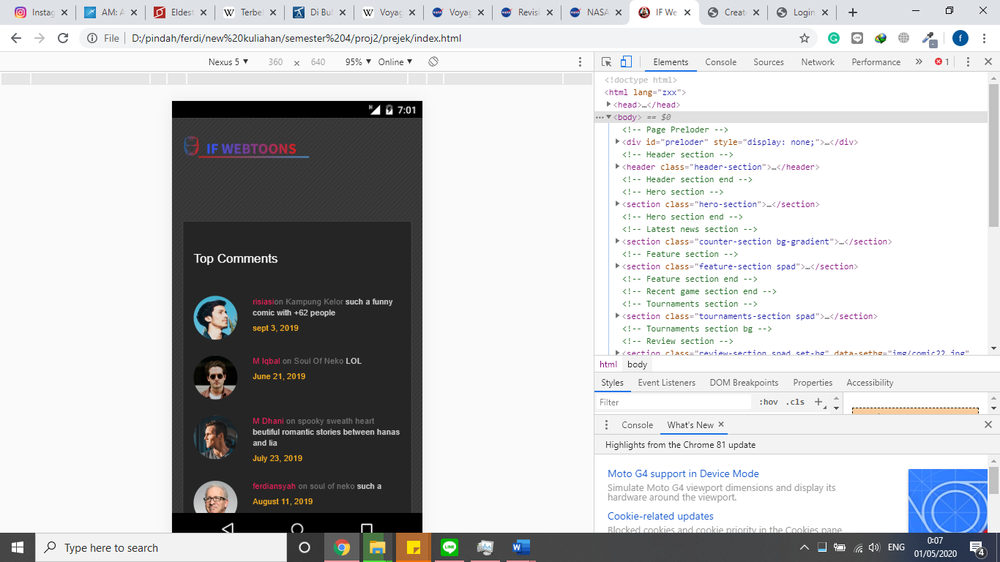 Instag
AM: A
Eldest
Terbel
Di Bul
Voyag
Voyag
Revisi
NASA
IF We
Create
Login
File | D:/pindah/ferdi/new%20kuliahan/semester%204/proj2/prejek/index.html
f
Nexus 5 ▼ 360 × 640 95% ▼ Online ▼
Elements Console Sources Network Performance » 1
7:01
IF WEBTOONS
Top Comments
risiasion Kampung Kelor such a funny
comic with +62 people
sept 3, 2019
M Iqbal on Soul Of Neko LOL
June 21, 2019
M Dhani on spooky sweath heart
beutiful romantic stories between hanas
and lia
July 23, 2019
ferdiansyah on soul of neko such a
August 11, 2019
<!doctype html>
<html lang="zxx">
<head>…</head>
<body> == $0
<!-- Page Preloder -->
<div id="preloder" style="display: none;">…</div>
<!-- Header section -->
<header class="header-section">…</header>
<!-- Header section end -->
<!-- Hero section -->
<section class="hero-section">…</section>
<!-- Hero section end -->
<!-- Latest news section -->
<section class="counter-section bg-gradient">…</section>
<!-- Feature section -->
<section class="feature-section spad">…</section>
<!-- Feature section end -->
<!-- Recent game section end -->
<!-- Tournaments section -->
<section class="tournaments-section spad">…</section>
<!-- Tournaments section bg -->
<!-- Review section -->
<section class="review-section spad set-bg" data-setbg="img/comic22.jpg"
html body
Styles Event Listeners DOM Breakpoints Properties Accessibility
Filter :hov .cls +
Console What's New
Highlights from the Chrome 81 update
Moto G4 support in Device Mode
Simulate Moto G4 viewport dimensions and display its
hardware around the viewport.
Cookie-related updates
Blocked cookies and cookie priority in the Cookies pane
Type here to search
ENG
0:07
01/05/2020
4